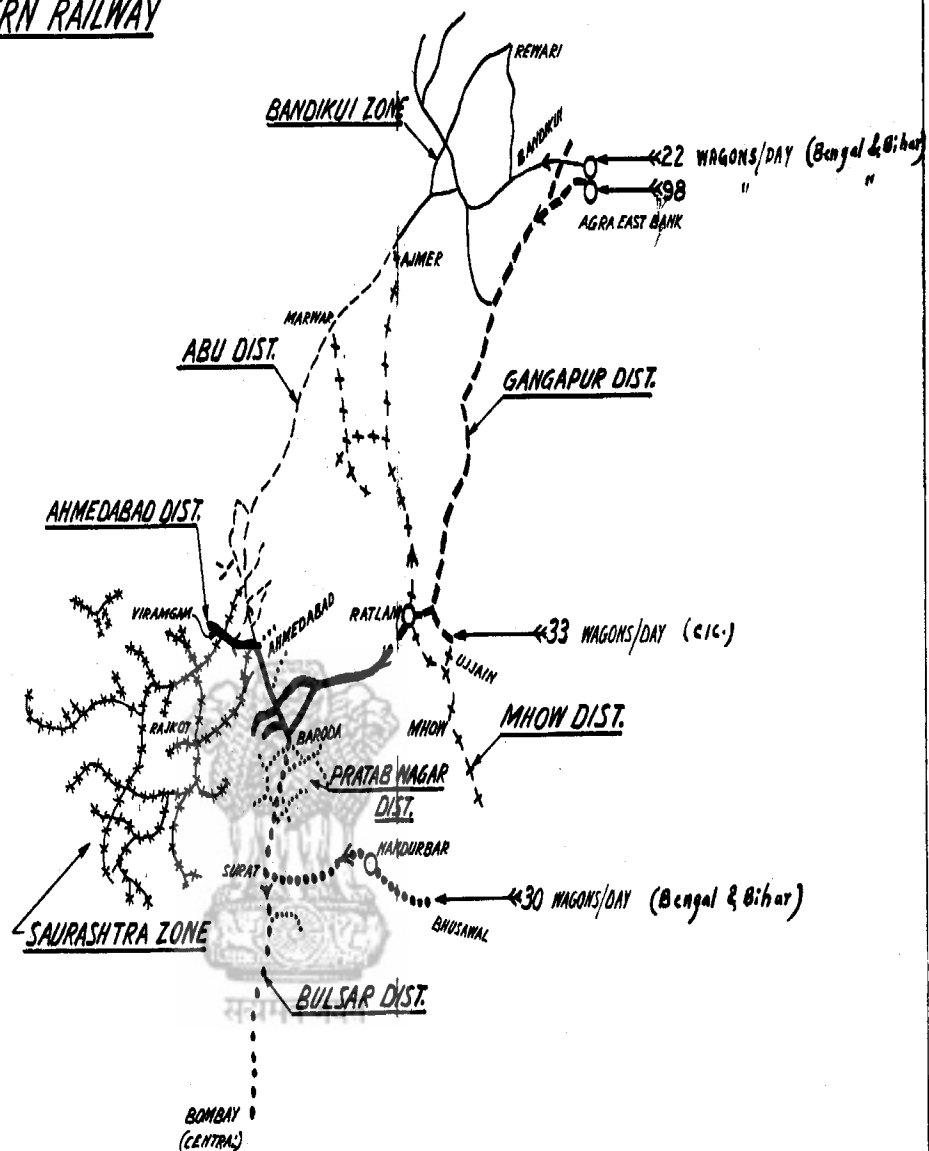 ERN RAILWAY
REWARI
BANDIKUI ZONE
BANDIKUI
22 WAGONS/DAY (Bengal & Bihar)
98 " "
AGRA EAST BANK
AJMER
MARWAR
ABU DIST.
GANGAPUR DIST.
AHMEDABAD DIST.
VIRAMGAM
AHMEDABAD
RATLAM
33 WAGONS/DAY (C.I.C.)
UJJAIN
RAJKOT
MHOW
MHOW DIST.
BARODA
PRATAB NAGAR
DIST.
NANDURBAR
SURAT
30 WAGONS/DAY (Bengal & Bihar)
BHUSAWAL
SAURASHTRA ZONE
BULSAR DIST.
BOMBAY
(CENTRAL)